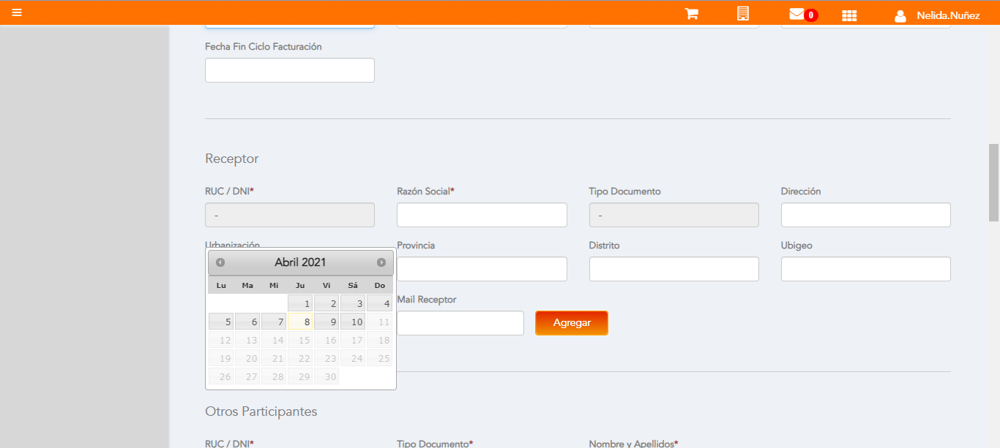 0 Nelida.Nuñez
Fecha Fin Ciclo Facturación
Receptor
RUC / DNI* Razón Social* Tipo Documento Dirección
- -
Urbanización Provincia Distrito Ubigeo
Abril 2021
Lu Ma Mi Ju Vi Sá Do
1 2 3 4
5 6 7 8 9 10 11
12 13 14 15 16 17 18
19 20 21 22 23 24 25
26 27 28 29 30
Mail Receptor
Agregar
Otros Participantes
RUC / DNI* Tipo Documento* Nombre y Apellidos*